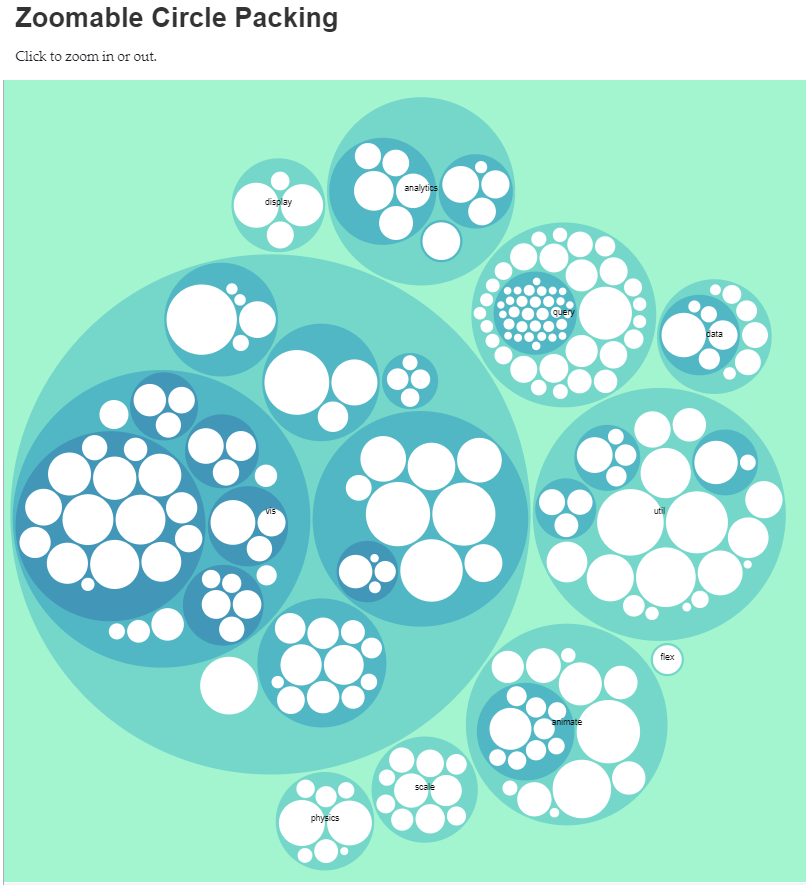 Zoomable Circle Packing
Click to zoom in or out.
analytics
display
query
data
vis
util
flex
animate
scale
physics